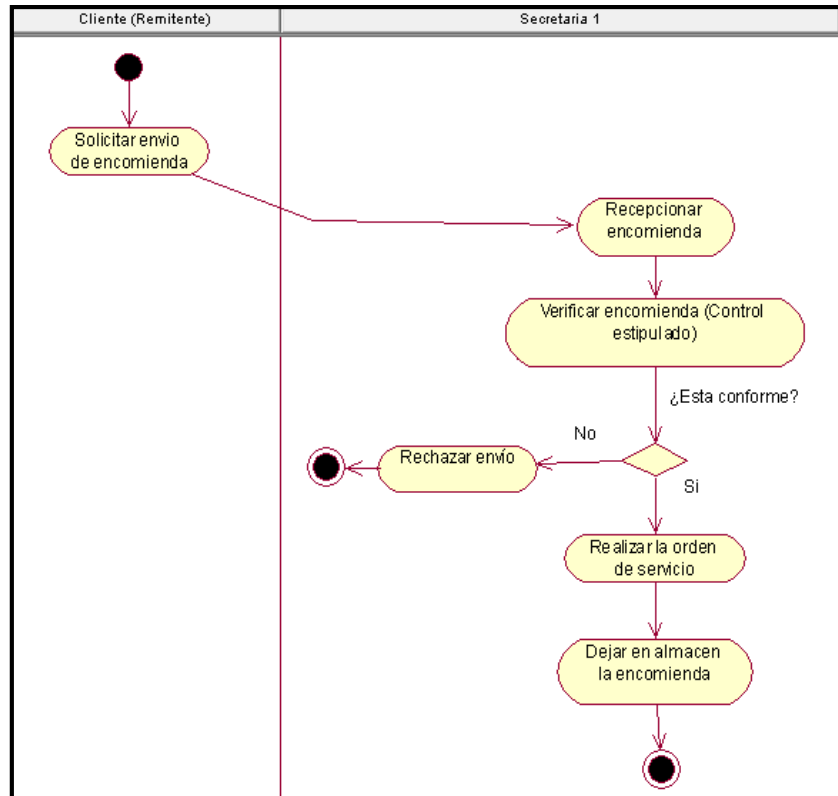 Cliente (Remitente)
Secretaria 1
Solicitar envio
de encomienda
Recepcionar
encomienda
Verificar encomienda (Control
estipulado)
¿Esta conforme?
No
Rechazar envío
Si
Realizar la orden
de servicio
Dejar en almacen
la encomienda